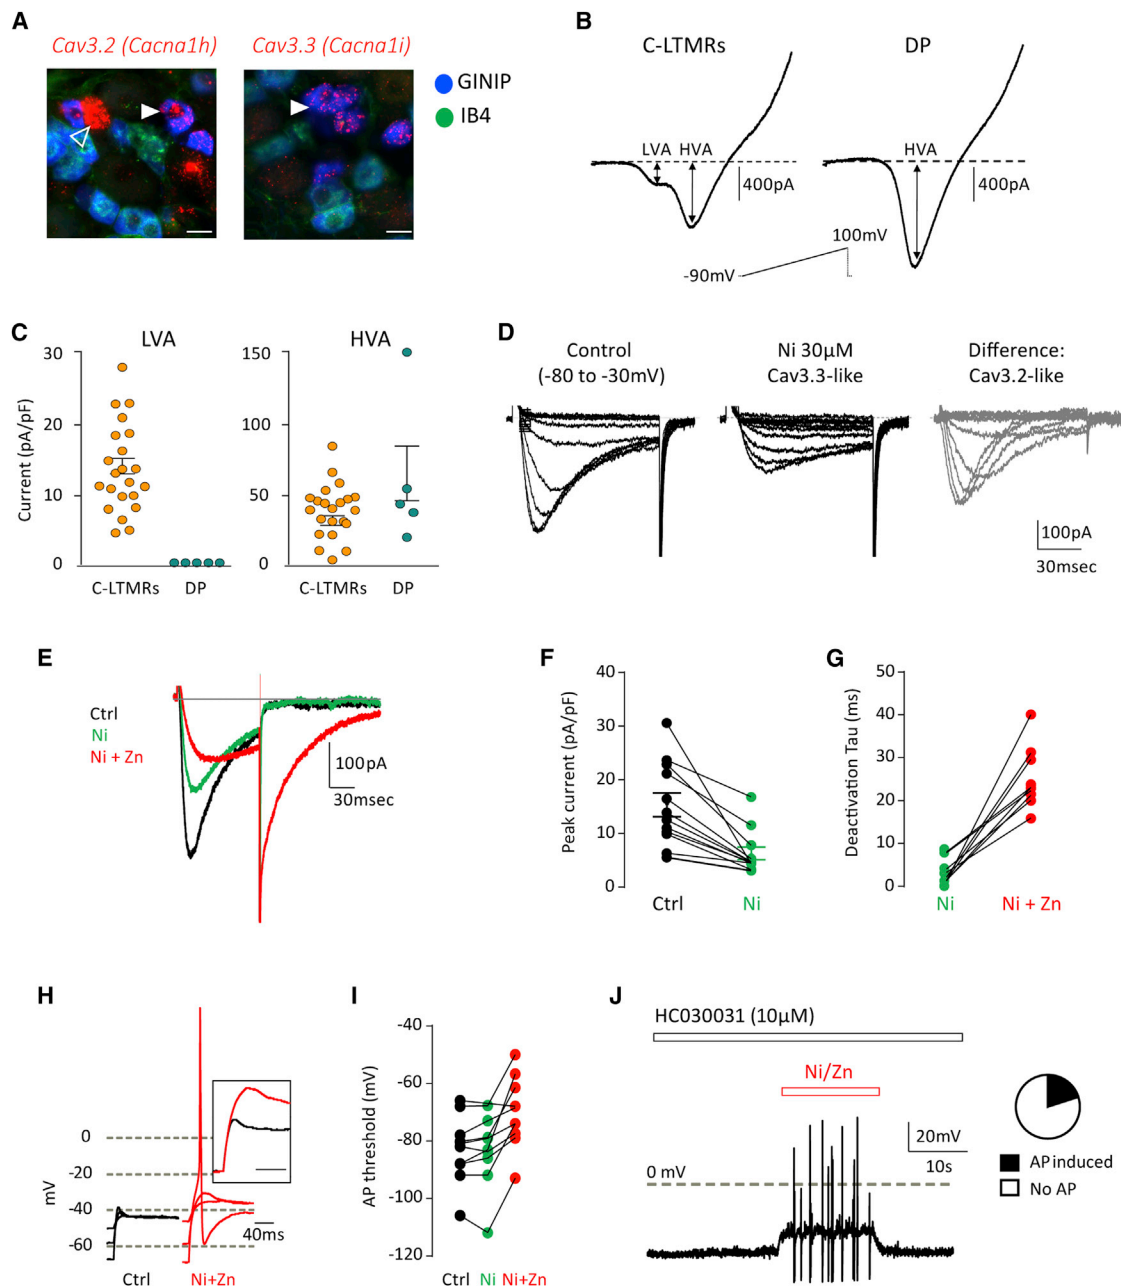 A
Cav3.2 (Cacna1h)
Cav3.3 (Cacna1i)
GINIP
IB4
B
C-LTMRs
DP
LVA HVA
HVA
400pA
400pA
100mV
-90mV
C
LVA
HVA
Current (pA/pF)
30
20
10
0
150
100
50
0
C-LTMRs DP
C-LTMRs DP
D
Control
(-80 to -30mV)
Ni 30µM
Cav3.3-like
Difference:
Cav3.2-like
100pA
30msec
E
Ctrl
Ni
Ni + Zn
100pA
30msec
F
Peak current (pA/pF)
40
30
20
10
0
Ctrl Ni
G
Deactivation Tau (ms)
50
40
30
20
10
0
Ni Ni + Zn
H
mV
0
-20
-40
-60
40ms
Ctrl Ni+Zn
I
AP threshold (mV)
-40
-60
-80
-100
-120
Ctrl Ni Ni+Zn
J
HC030031 (10µM)
Ni/Zn
0 mV
20mV
10s
AP induced
No AP